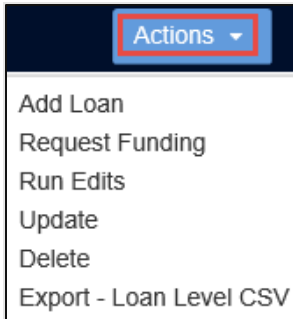 Actions
Add Loan
Request Funding
Run Edits
Update
Delete
Export - Loan Level CSV